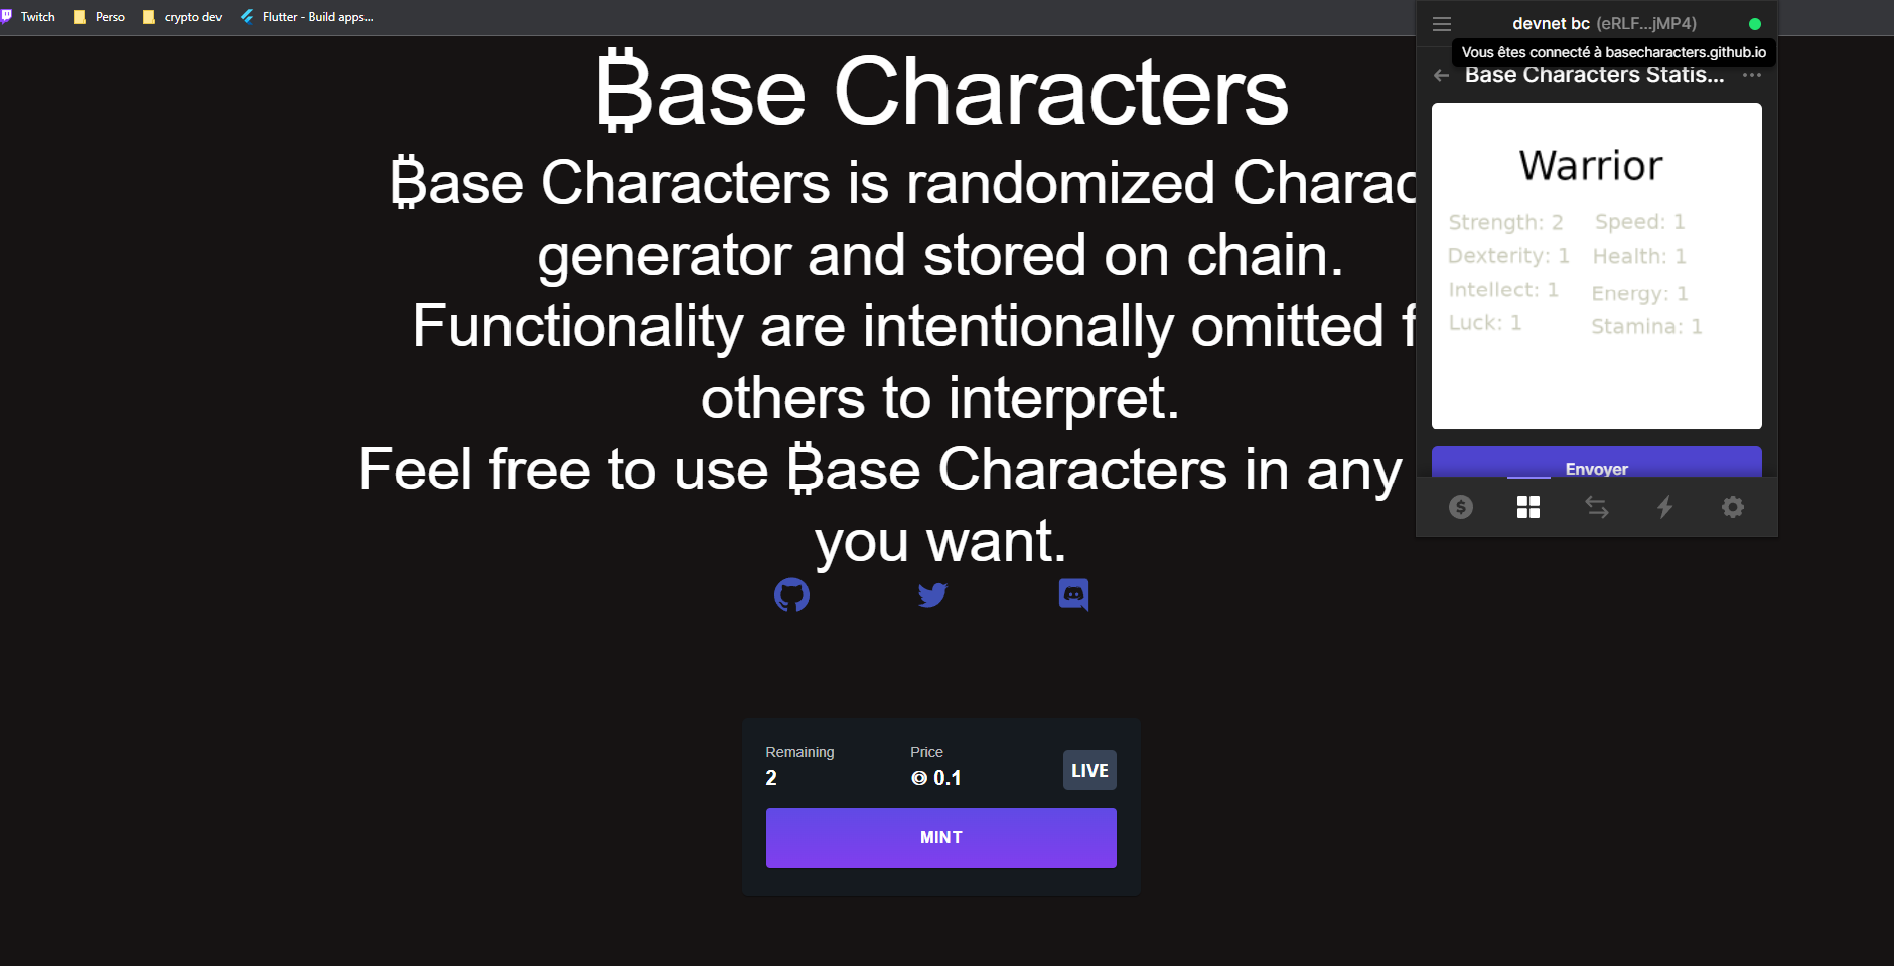 Twitch
Perso
crypto dev
Flutter - Build apps...
₿ase Characters
₿ase Characters is randomized Charac
generator and stored on chain.
Functionality are intentionally omitted f
others to interpret.
Feel free to use ₿ase Characters in any
you want.
Remaining
2
Price
0.1
LIVE
MINT
devnet bc (eRLF...jMP4)
Vous êtes connecté à basecharacters.github.io
Base Characters Statis...
Warrior
Strength: 2
Speed: 1
Dexterity: 1
Health: 1
Intellect: 1
Energy: 1
Luck: 1
Stamina: 1
Envoyer